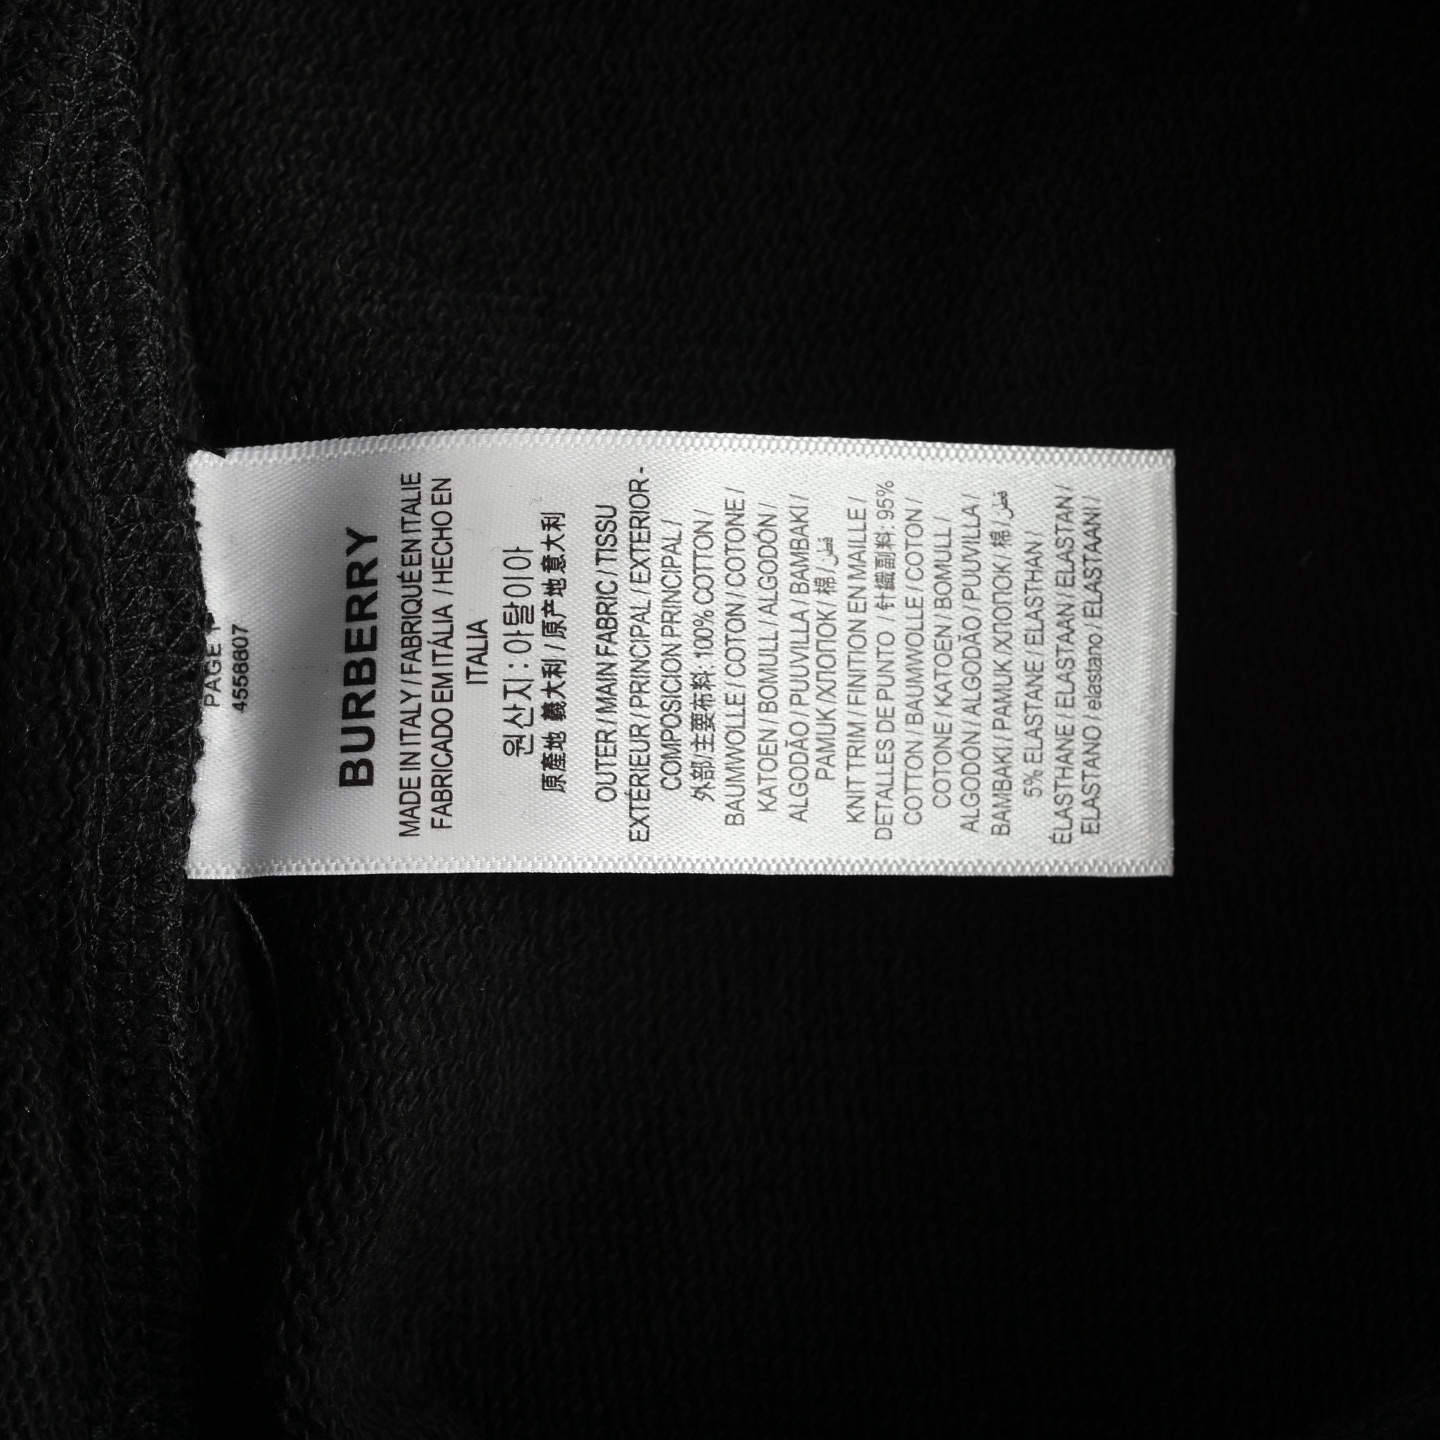 PAGE 1
4558807
BURBERRY
MADE IN ITALY / FABRIQUÉ EN ITALIE
FABRICADO EM ITÁLIA / HECHO EN
ITALIA
원산지 : 아탈이아
原產地 義大利 / 原产地 意大利
OUTER / MAIN FABRIC / TISSU
EXTÉRIEUR / PRINCIPAL / EXTERIOR -
COMPOSICION PRINCIPAL /
外部/主要布料: 100% COTTON /
BAUMWOLLE / COTON / COTONE /
KATOEN / BOMULL / ALGODÓN /
ALGODÃO / PUUVILLA / BAMBAKI /
PAMUK / ХЛОПОК / 棉 / قطن
KNIT TRIM / FINITION EN MAILLE /
DETALLES DE PUNTO / 针織副料: 95%
COTTON / BAUMWOLLE / COTON /
COTONE / KATOEN / BOMULL /
ALGODÓN / ALGODÃO / PUUVILLA /
BAMBAKI / PAMUK / ХЛОПОК / 棉 / قطن
5% ELASTANE / ELASTHAN /
ÉLASTHANE / ELASTAAN / ELASTAN /
ELASTANO / elastano / ELASTAANI /